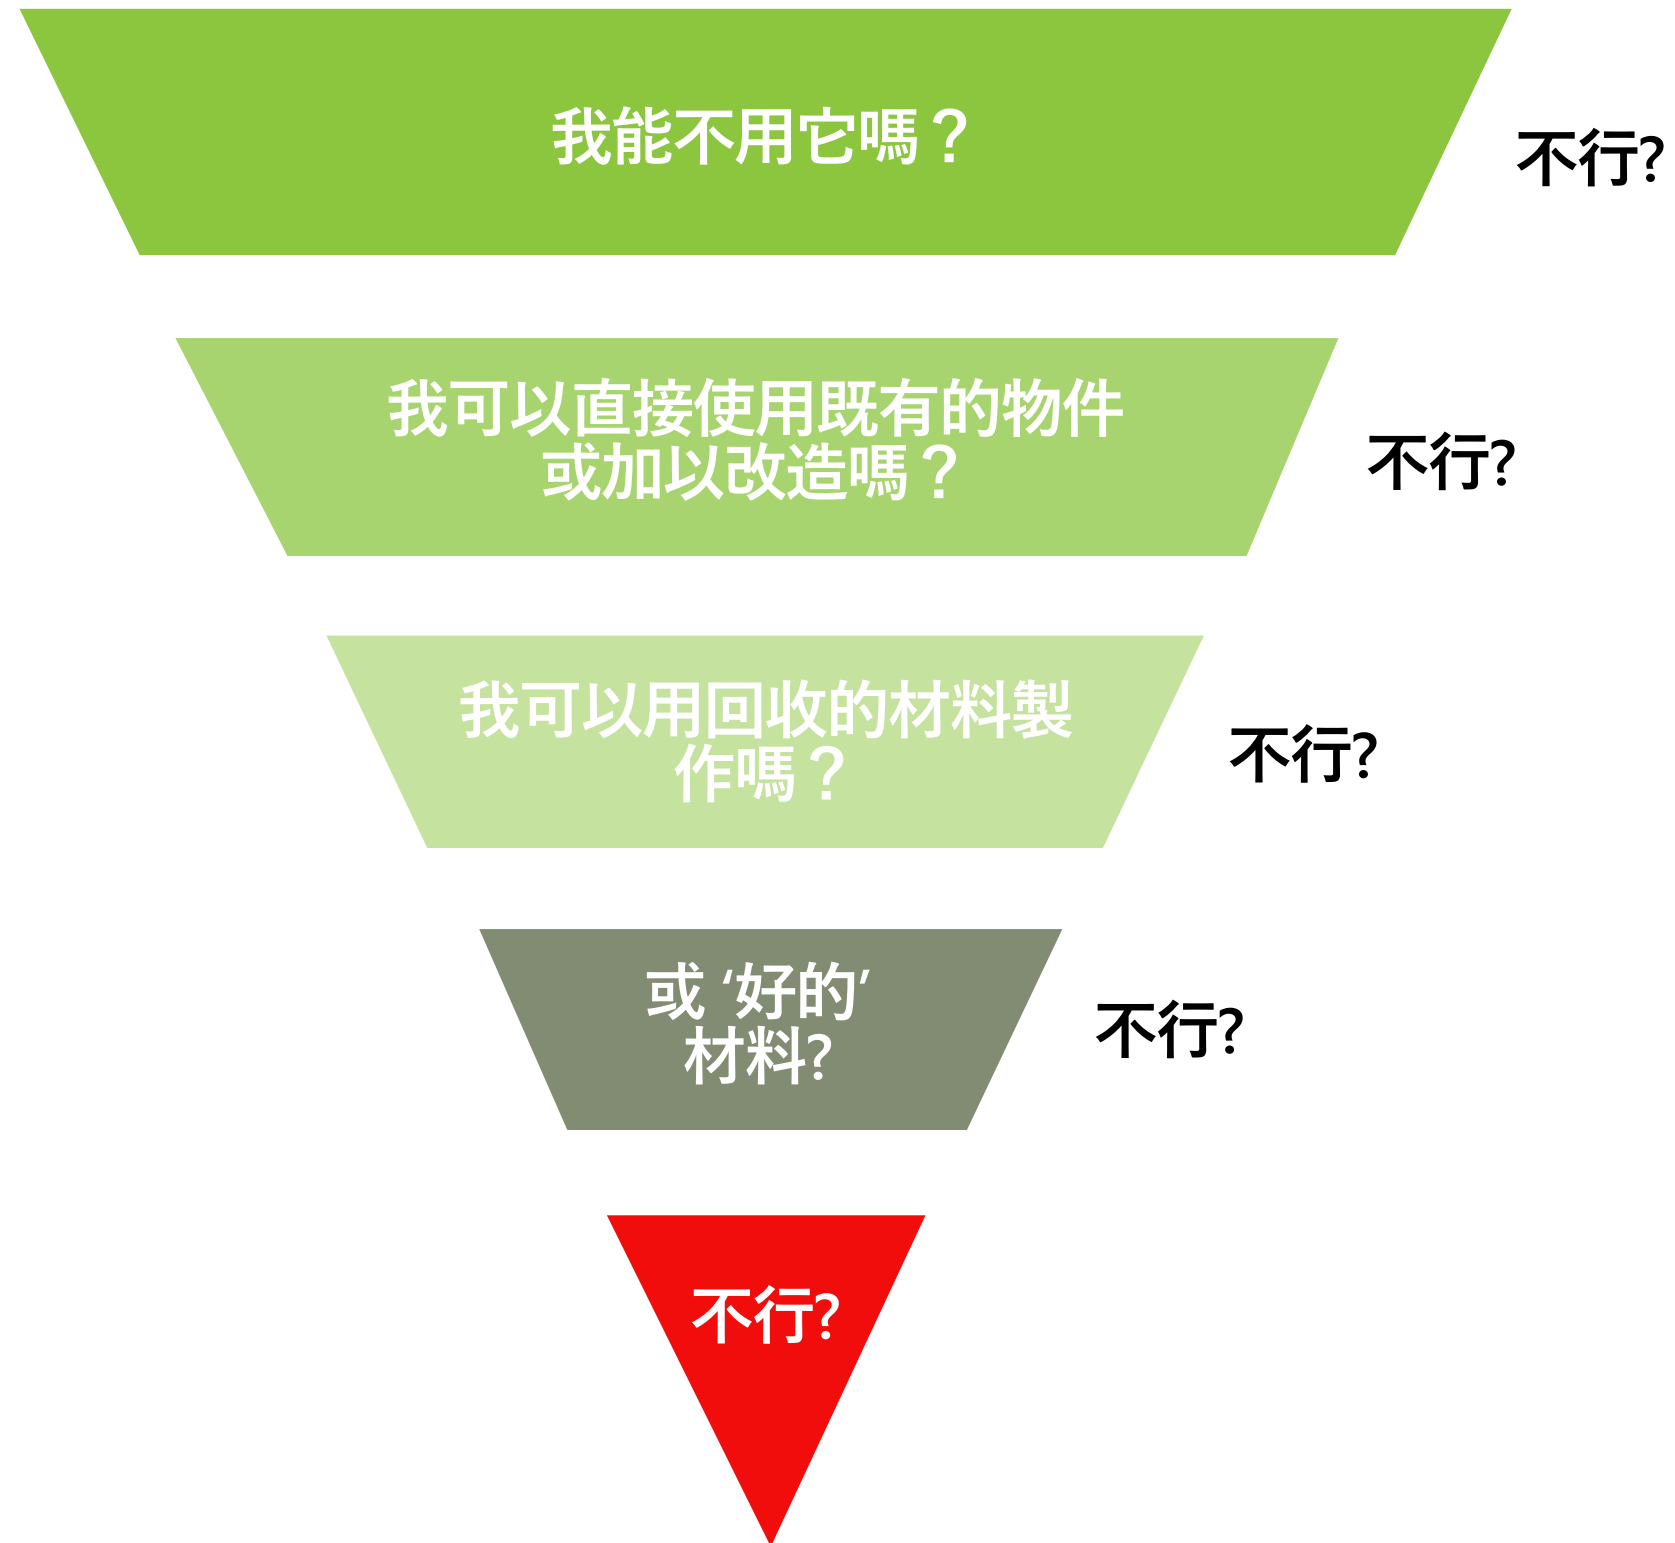 我能不用它嗎？
不行?
我可以直接使用既有的物件
或加以改造嗎？
不行?
我可以用回收的材料製
作嗎？
不行?
或 ‘好的’
材料?
不行?
不行?